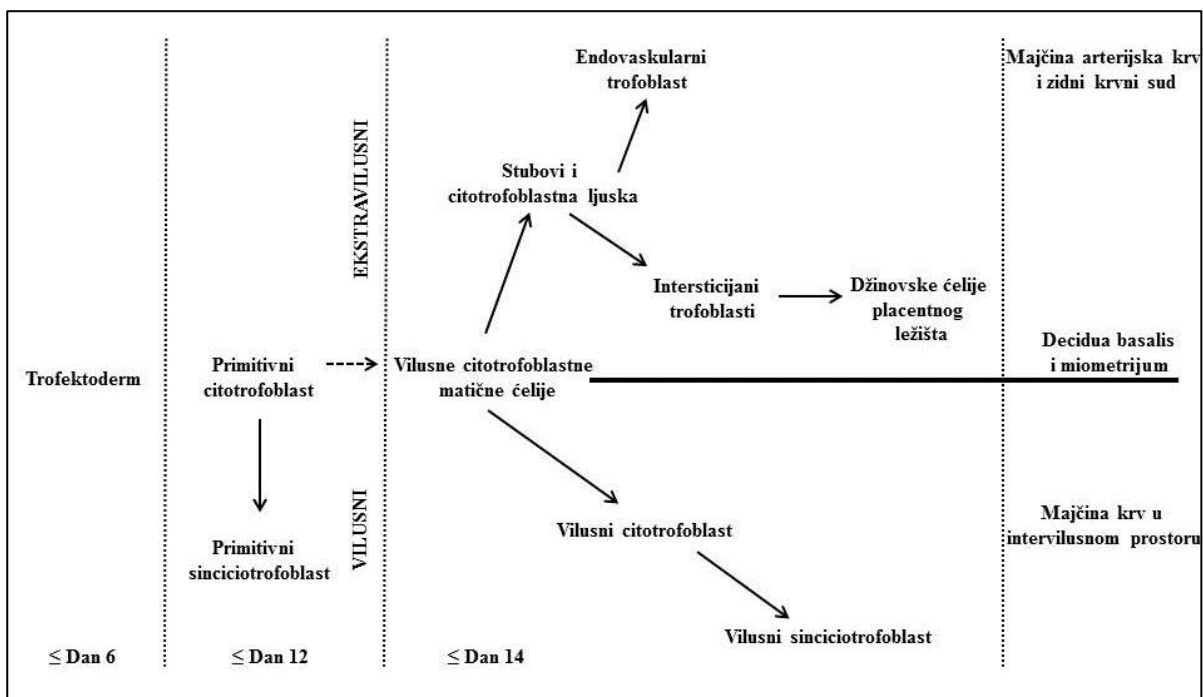 Endovaskularni
trofoblast
Majčina arterijska krv
i zidni krvni sud
EKSTRAVILUSNI
Stubovi i
citotrofoblastna ljuska
Intersticijani
trofoblasti
Džinovske ćelije
placentnog
ležišta
Decidua basalis
i miometrijum
Trofektoderm
Primitivni
citotrofoblast
Vilusne citotrofoblastne
matične ćelije
VILUSNI
Primitivni
sinciciotrofoblast
Vilusni citotrofoblast
Majčina krv u
intervilusnom prostoru
Vilusni sinciciotrofoblast
≤ Dan 6
≤ Dan 12
≤ Dan 14